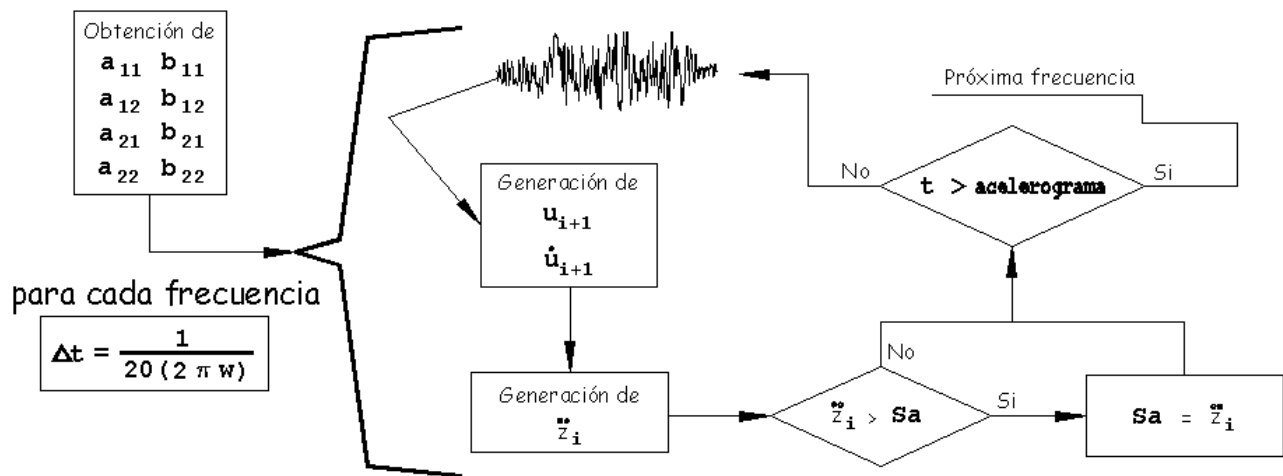 Obtención de
a11 b11
a12 b12
a21 b21
a22 b22
para cada frecuencia
Δt = 1 / 20 (2 π w)
Generación de
u i+1
u̇ i+1
Generación de
z̈ i
z̈ i > Sa
No
Si
Sa = z̈ i
t > acelerograma
No
Si
Próxima frecuencia